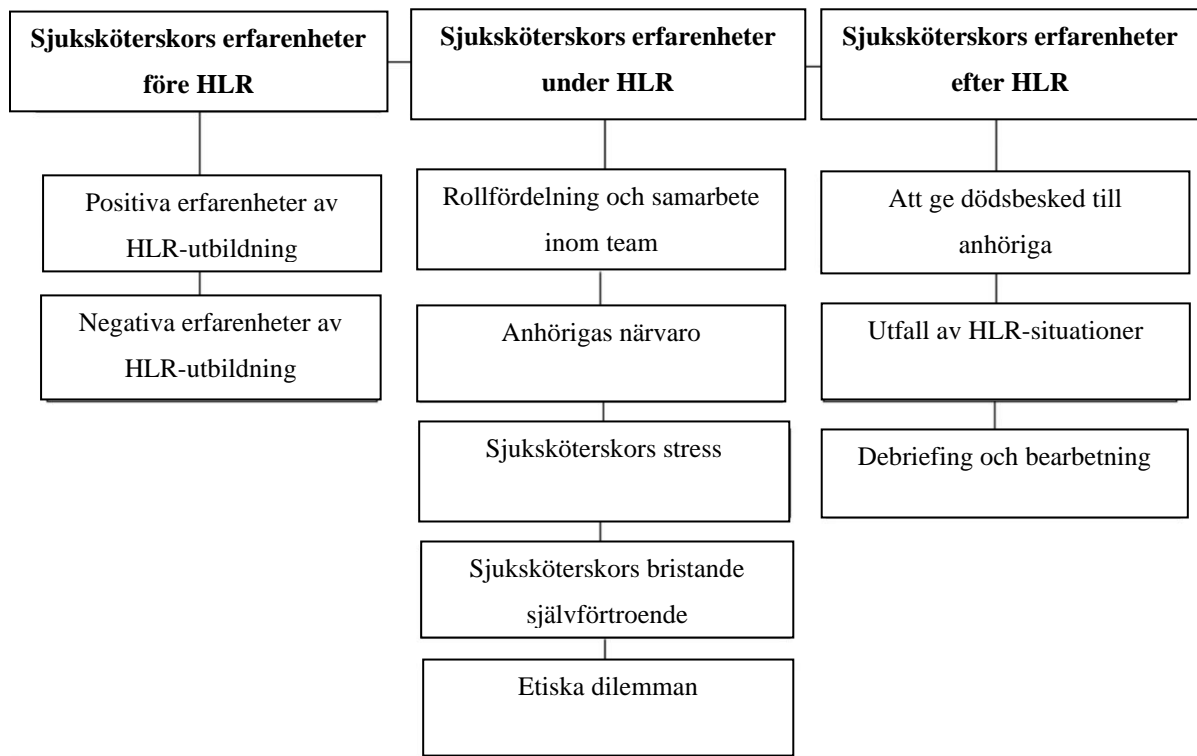 Sjuksköterskors erfarenheter
före HLR
Positiva erfarenheter av
HLR-utbildning
Negativa erfarenheter av
HLR-utbildning
Sjuksköterskors erfarenheter
under HLR
Rollfördelning och samarbete
inom team
Anhörigas närvaro
Sjuksköterskors stress
Sjuksköterskors bristande
självförtroende
Etiska dilemman
Sjuksköterskors erfarenheter
efter HLR
Att ge dödsbesked till
anhöriga
Utfall av HLR-situationer
Debriefing och bearbetning